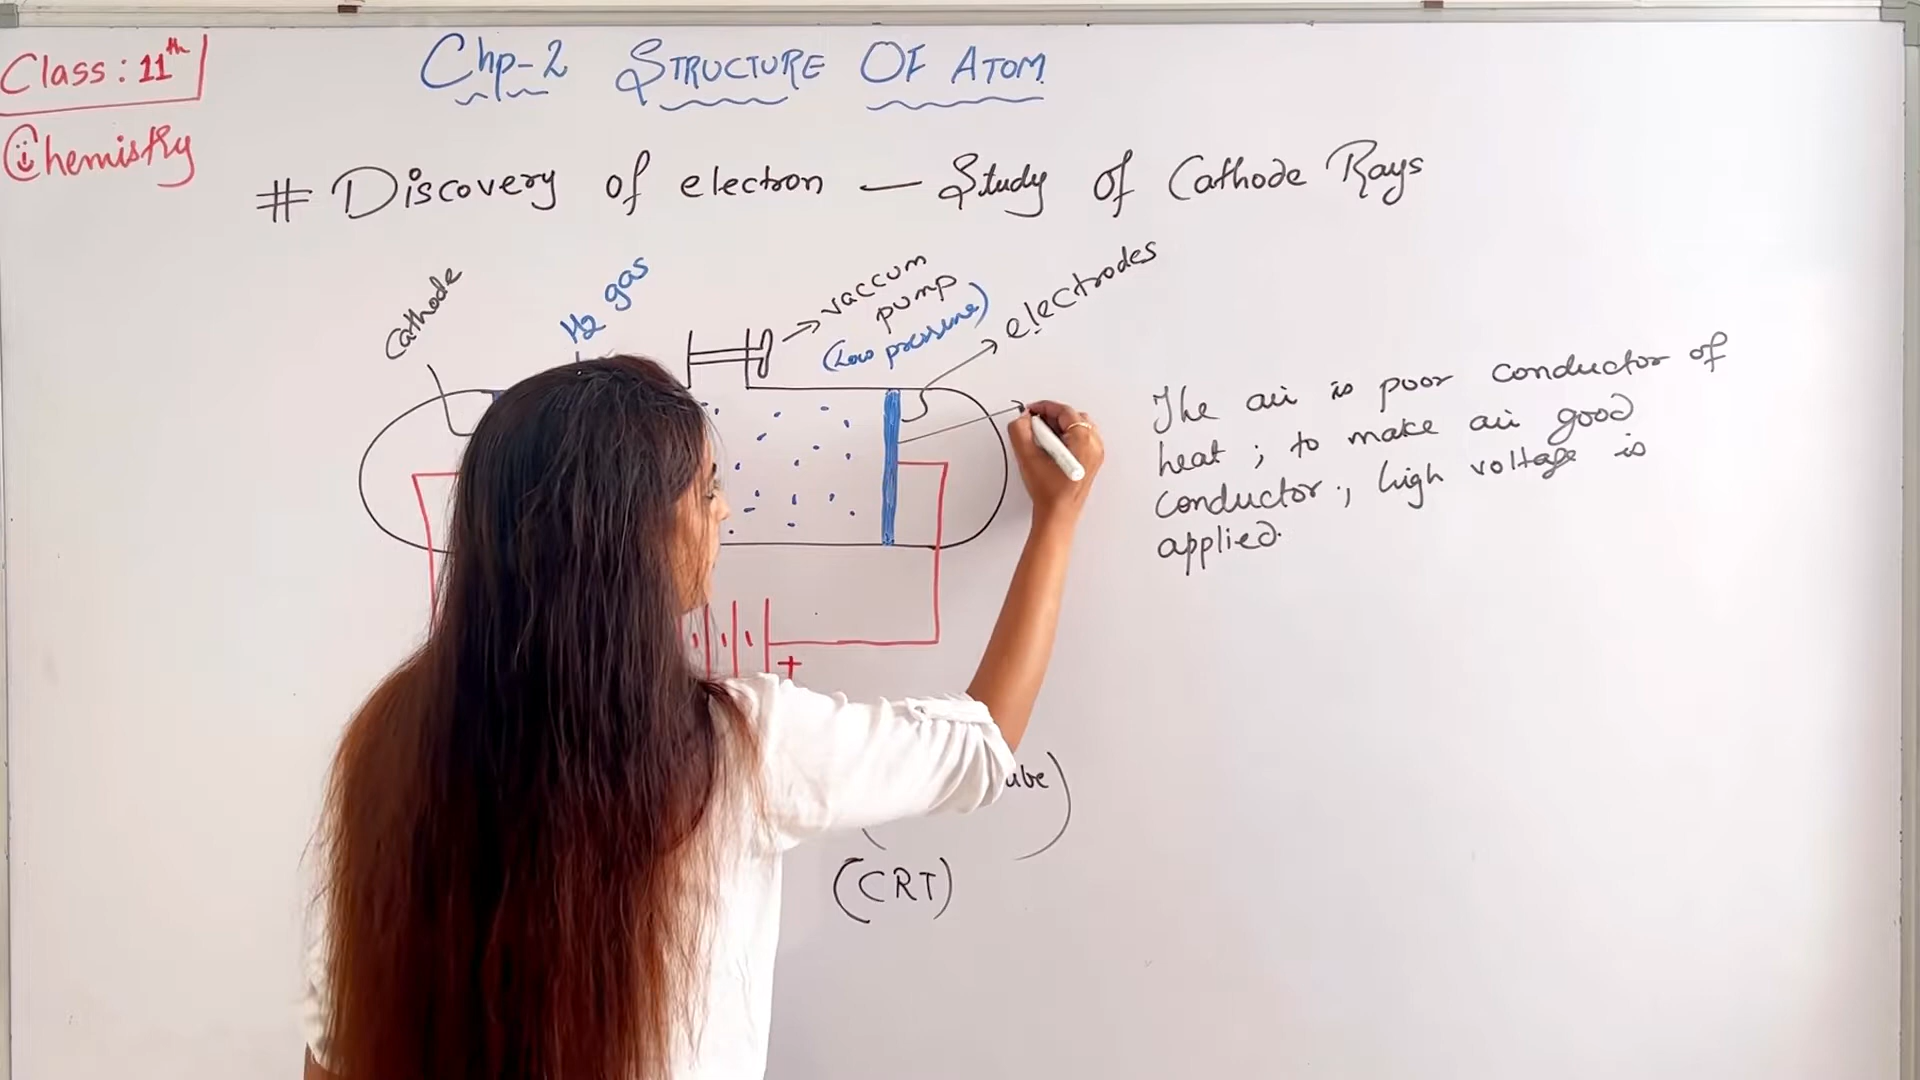 Class: 11th
Chemistry
Chp-2 STRUCTURE OF ATOM
# Discovery of electron — Study of Cathode Rays
Cathode
H2 gas
vaccum
pump
(Low pressure)
electrodes
The air is poor conductor of
heat ; to make air good
conductor ; high voltage is
applied.
+
(CRT)